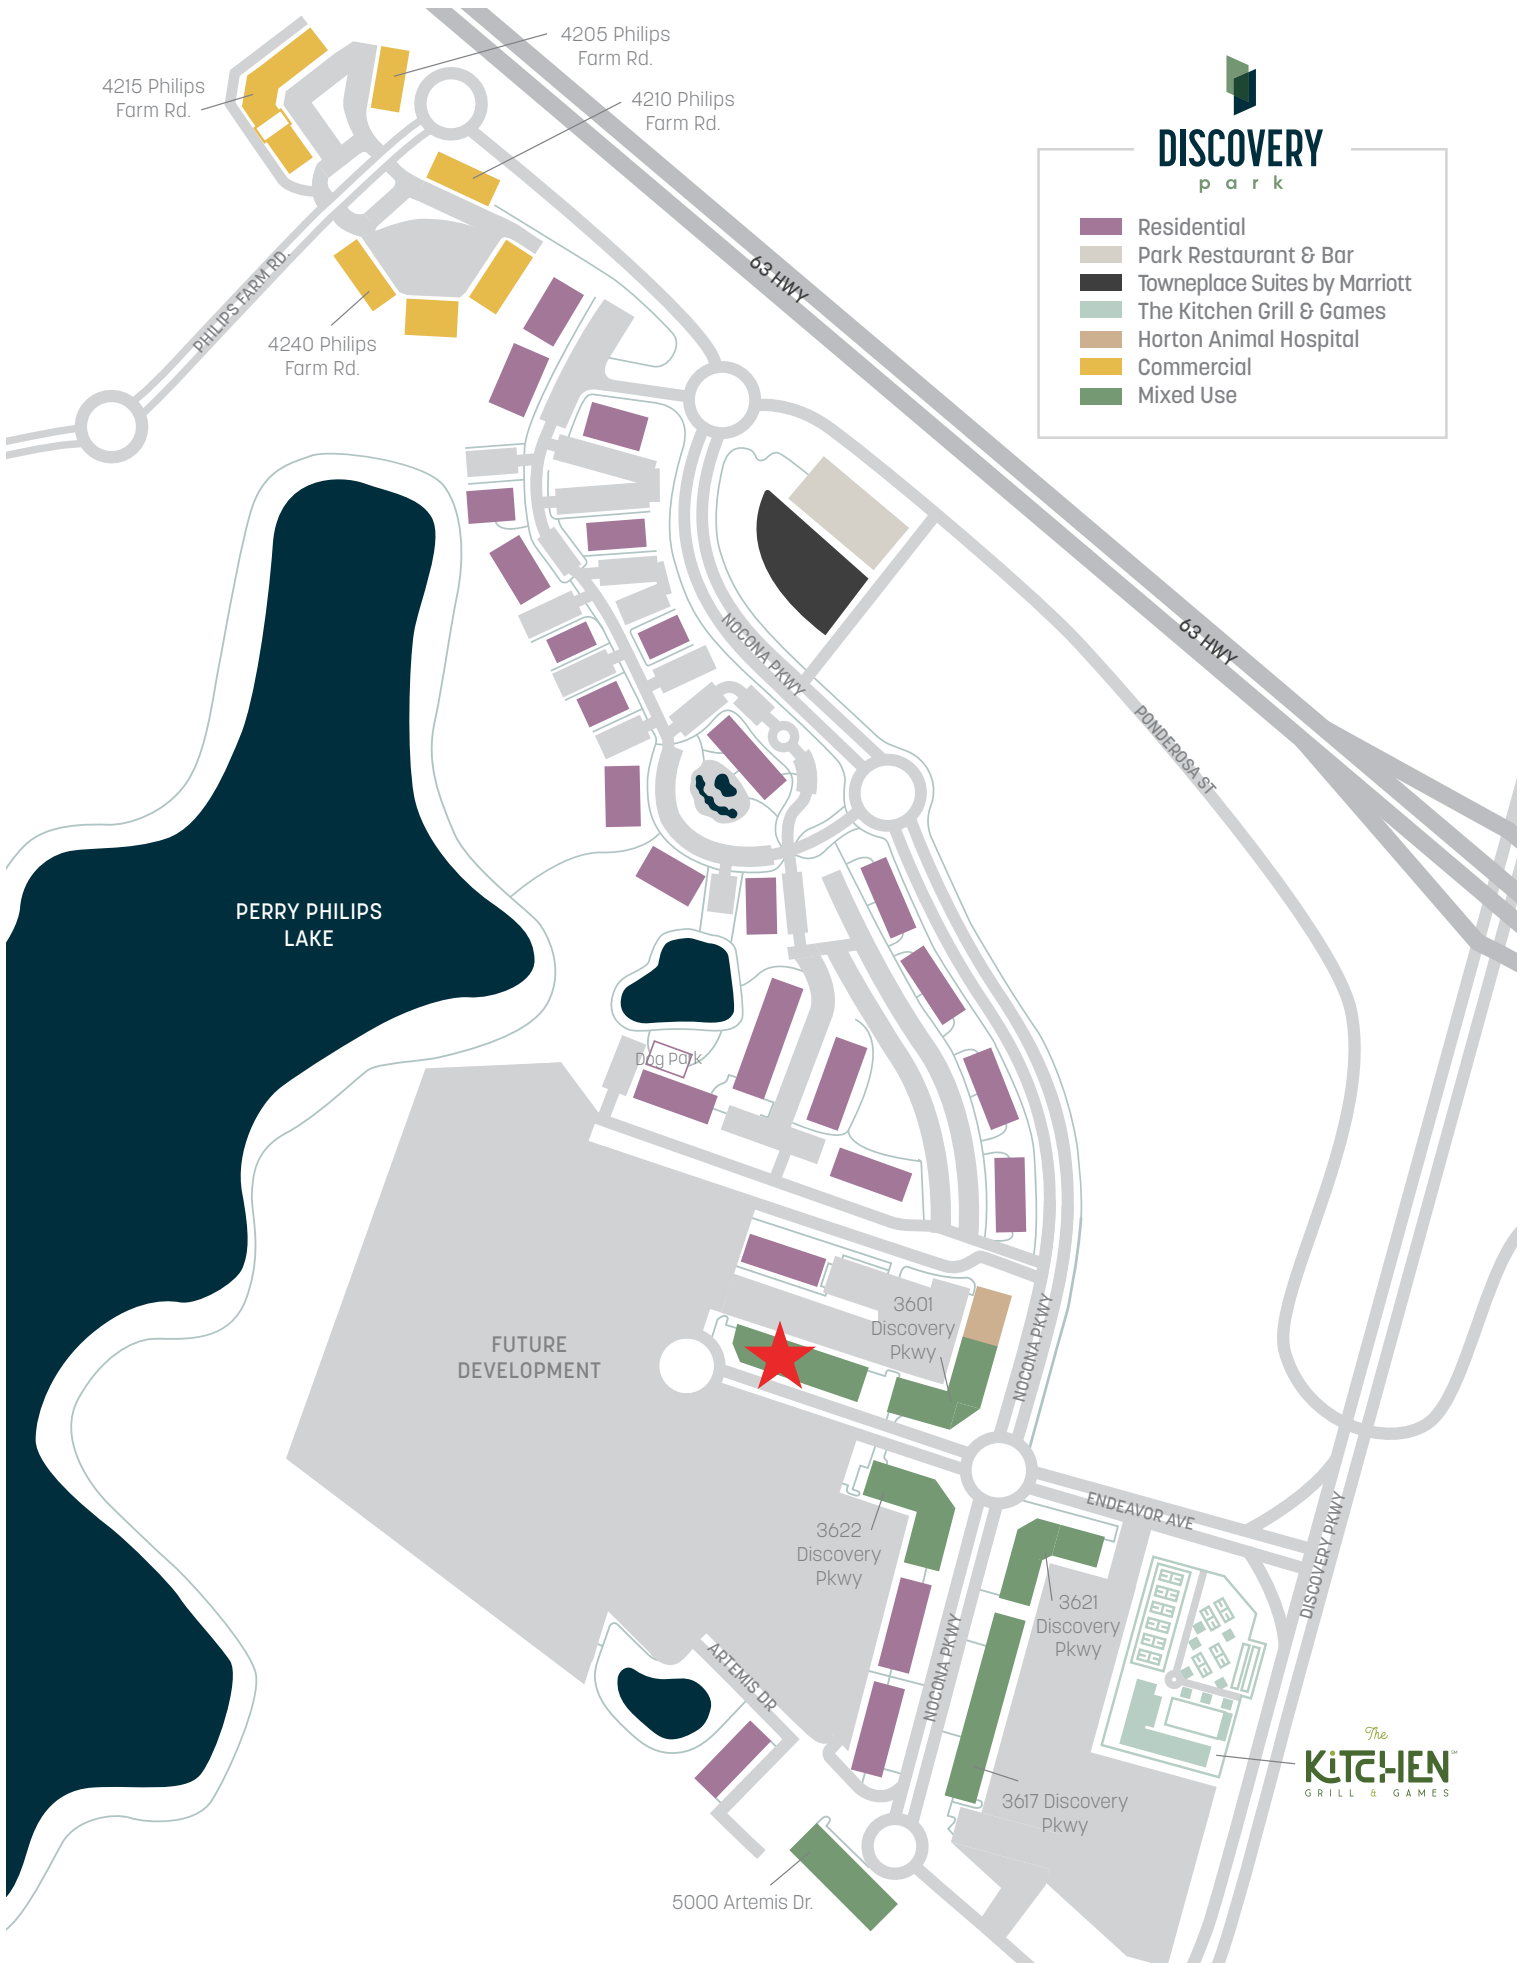 4205 Philips
Farm Rd.
4215 Philips
Farm Rd.
4210 Philips
Farm Rd.
DISCOVERY
park
Residential
Park Restaurant & Bar
Towneplace Suites by Marriott
The Kitchen Grill & Games
Horton Animal Hospital
Commercial
Mixed Use
63 HWY
PHILIPS FARM RD.
4240 Philips
Farm Rd.
NOCONA PKWY
63 HWY
PONDEROSA ST
PERRY PHILIPS
LAKE
Dog Park
3601
Discovery
Pkwy
NOCONA PKWY
FUTURE
DEVELOPMENT
ENDEAVOR AVE
DISCOVERY PKWY
3622
Discovery
Pkwy
3621
Discovery
Pkwy
NOCONA PKWY
ARTEMIS DR
The
KiTCHEN
SM
GRILL & GAMES
3617 Discovery
Pkwy
5000 Artemis Dr.